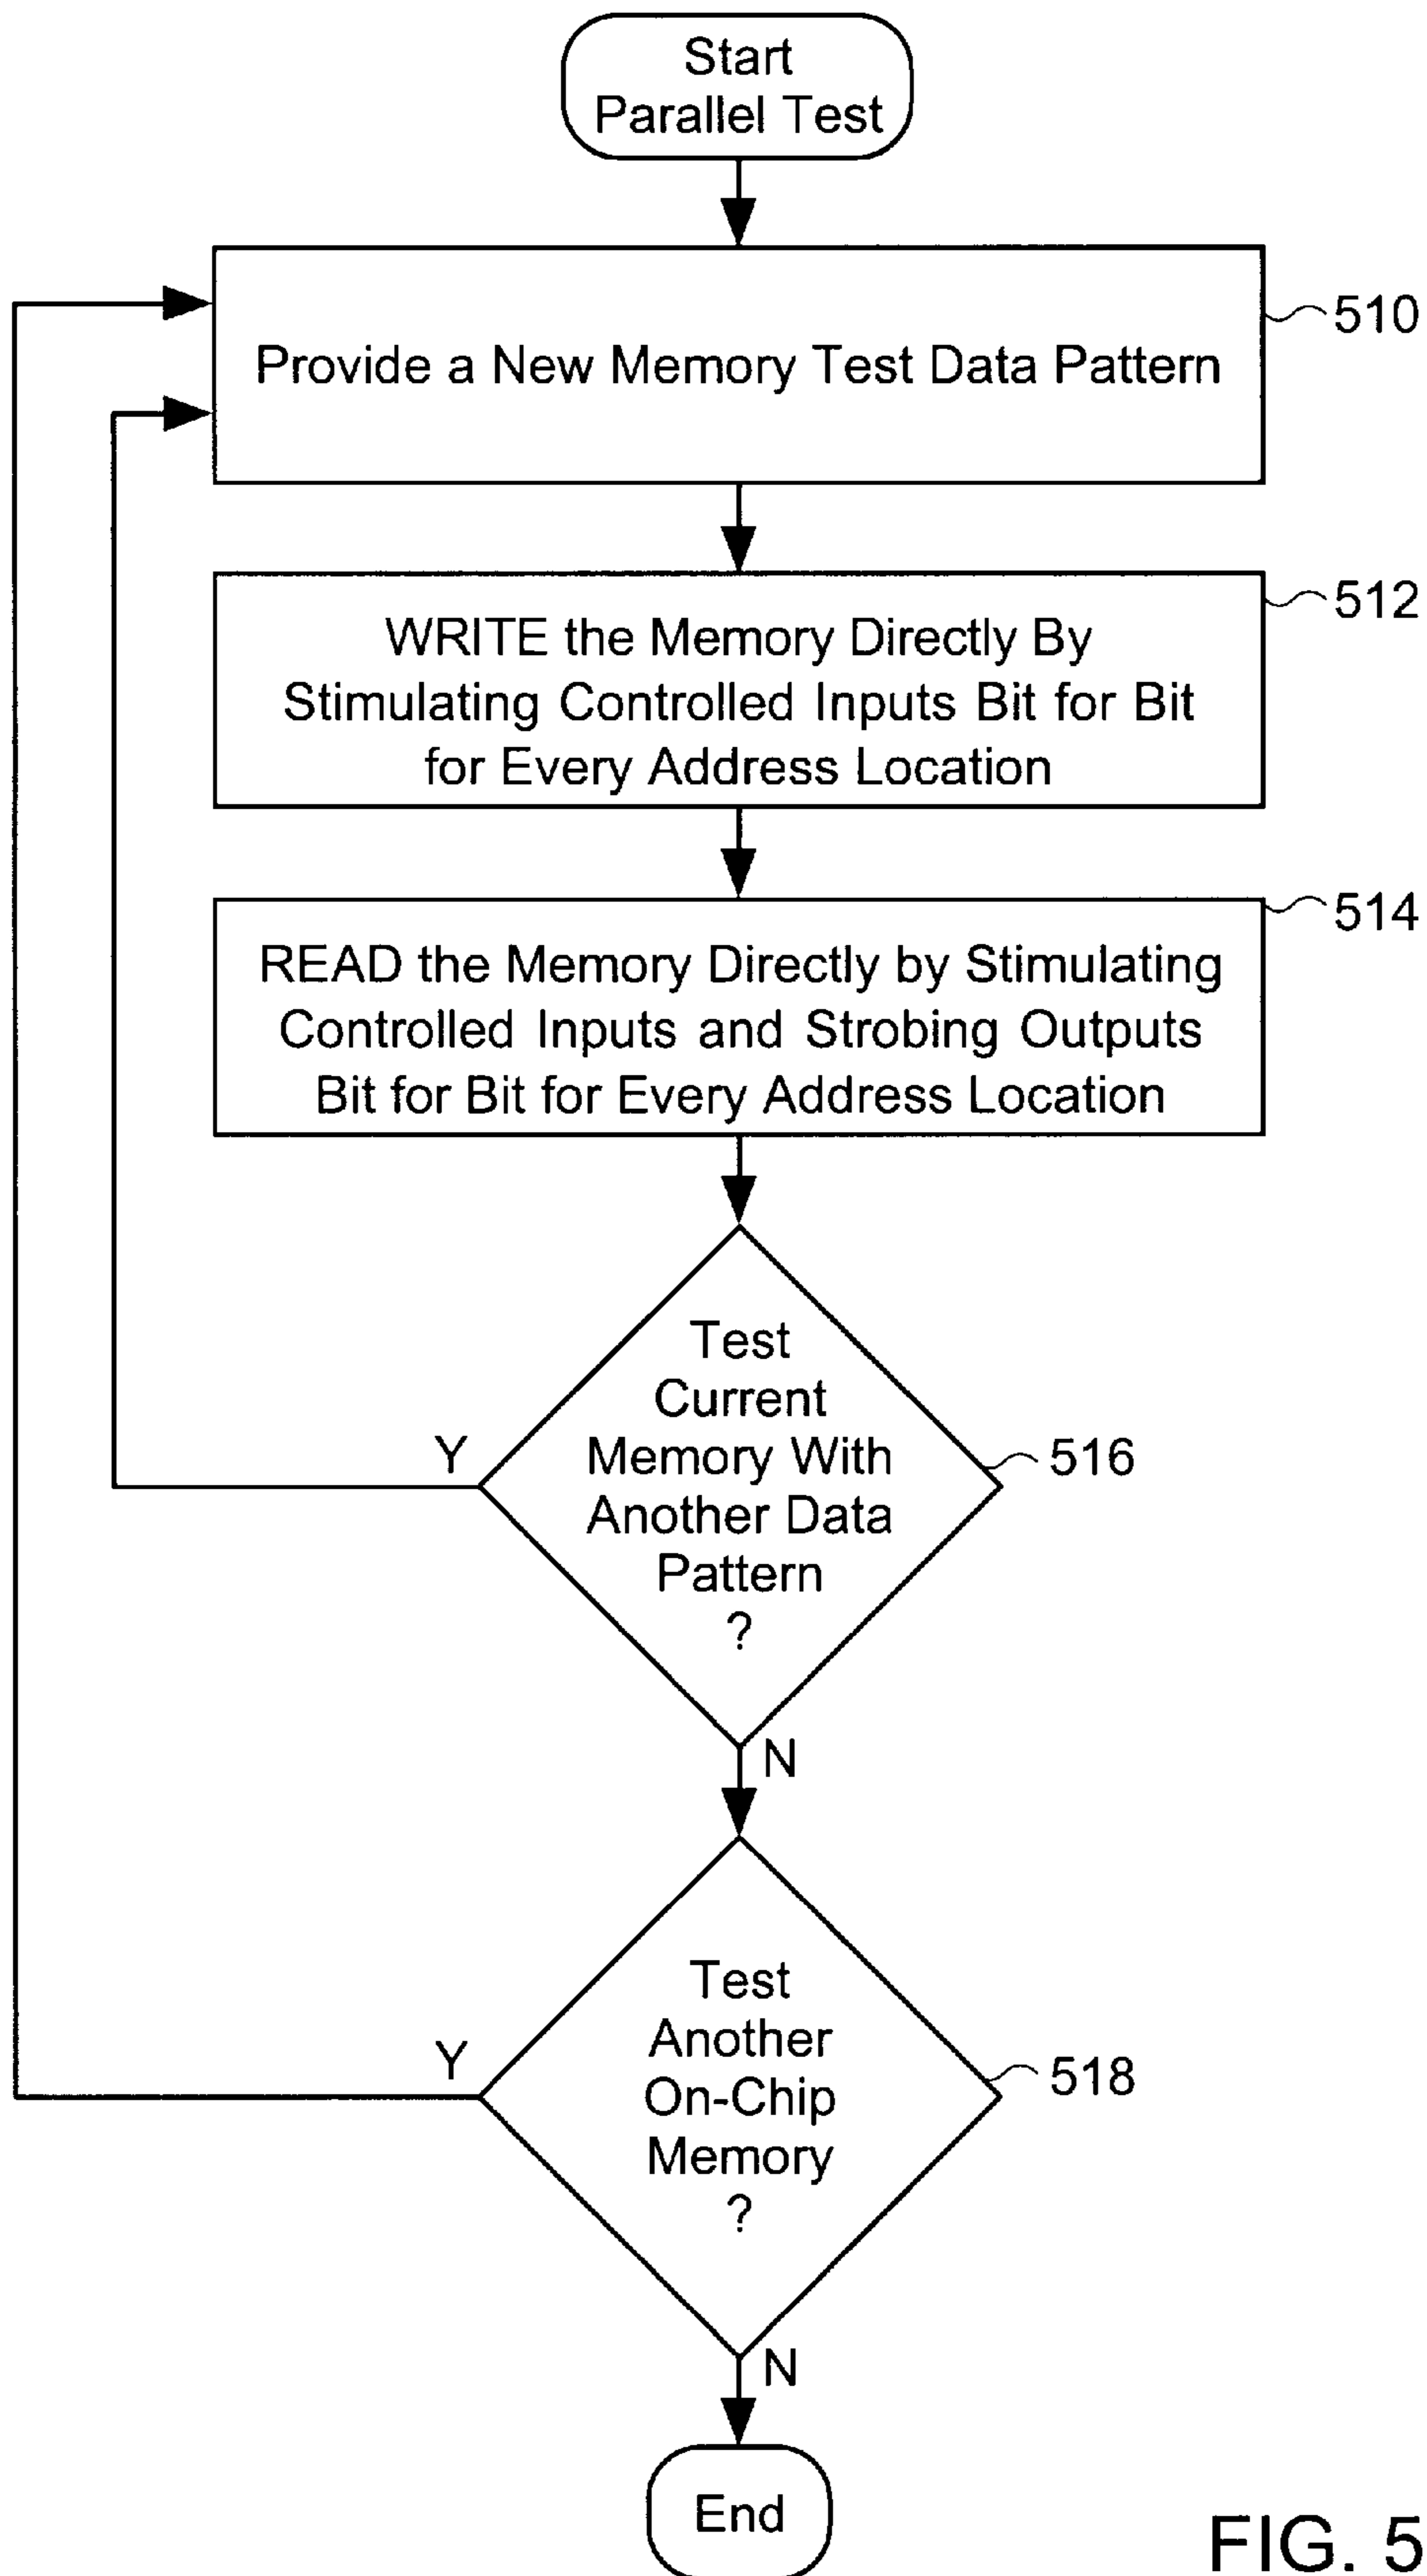 Start
Parallel Test
510
Provide a New Memory Test Data Pattern
512
WRITE the Memory Directly By
Stimulating Controlled Inputs Bit for Bit
for Every Address Location
514
READ the Memory Directly by Stimulating
Controlled Inputs and Strobing Outputs
Bit for Bit for Every Address Location
Test
Current
Memory With
Another Data
Pattern
?
Y
516
N
Test
Another
On-Chip
Memory
?
Y
518
N
End
FIG. 5